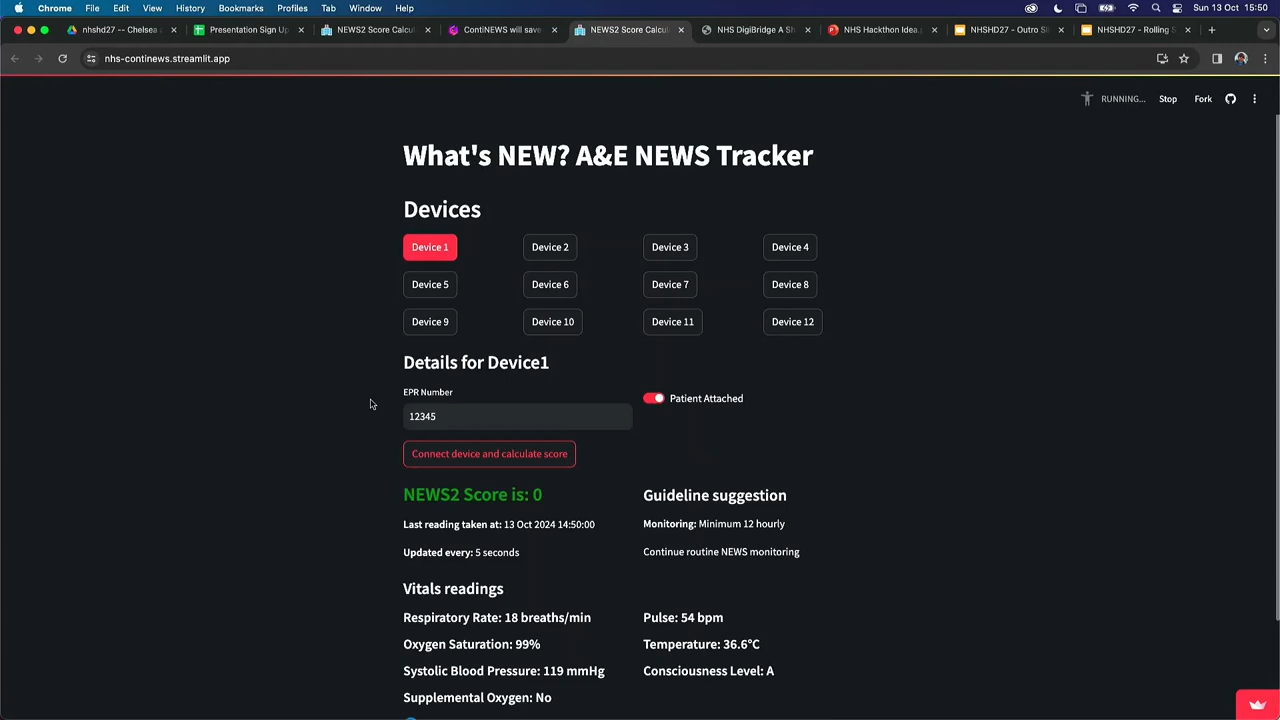 Chrome File Edit View History Bookmarks Profiles Tab Window Help Sun 13 Oct 15:50
nhshd27 -- Chelsea Presentation Sign Up NEWS2 Score Calcul ContiNEWS will save NEWS2 Score Calcul NHS DigiBridge A Sh NHS Hackthon Idea.p NHSHD27 - Outro Sli NHSHD27 - Rolling S
nhs-continews.streamlit.app
RUNNING... Stop Fork
What's NEW? A&E NEWS Tracker
Devices
Device 1 Device 2 Device 3 Device 4
Device 5 Device 6 Device 7 Device 8
Device 9 Device 10 Device 11 Device 12
Details for Device1
EPR Number
Patient Attached
12345
Connect device and calculate score
NEWS2 Score is: 0 Guideline suggestion
Last reading taken at: 13 Oct 2024 14:50:00 Monitoring: Minimum 12 hourly
Updated every: 5 seconds Continue routine NEWS monitoring
Vitals readings
Respiratory Rate: 18 breaths/min Pulse: 54 bpm
Oxygen Saturation: 99% Temperature: 36.6°C
Systolic Blood Pressure: 119 mmHg Consciousness Level: A
Supplemental Oxygen: No